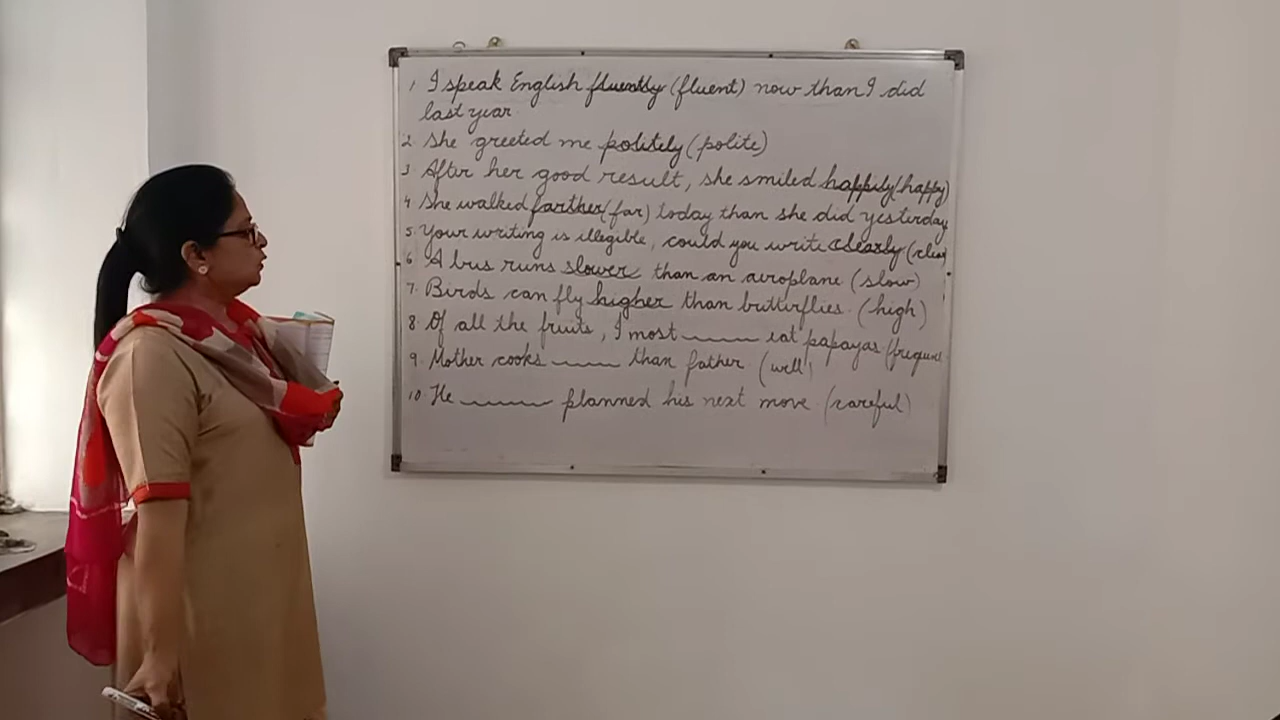 1. I speak English fluently (fluent) now than I did
last year.
2. She greeted me politely (polite)
3. After her good result, she smiled happily (happy)
4. She walked farther (far) today than she did yesterday
5. Your writing is illegible, could you write clearly (clear
6. A bus runs slower than an aeroplane (slow)
7. Birds can fly higher than butterflies. (high)
8. Of all the fruits, I most ____ eat papayas (frequent
9. Mother cooks ____ than father (well)
10. He ____ planned his next move (careful)